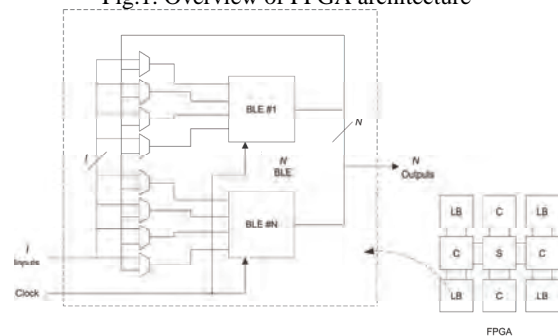 Fig.1. Overview of FPGA architecture
BLE #1
I
N
N
BLE
N
Outputs
BLE #N
I
Inputs
Clock
LB C LB
C S C
LB C LB
FPGA